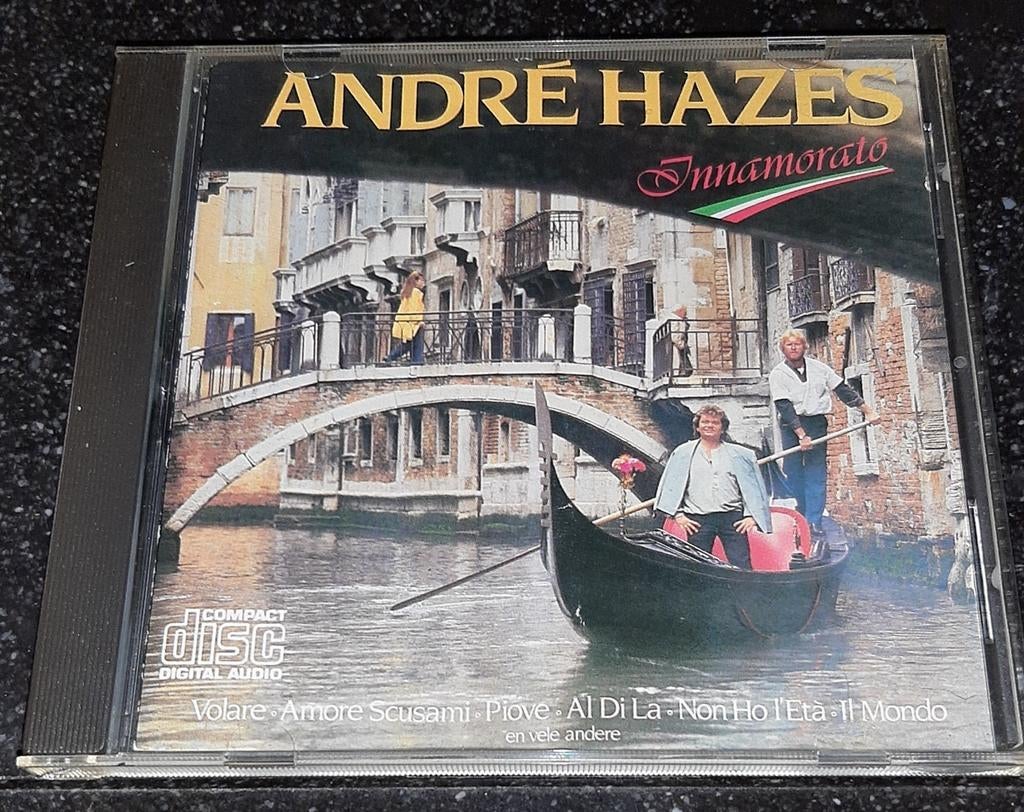 ANDRÉ HAZES
Innamorato
COMPACT
disc
DIGITAL AUDIO
Volare • Amore Scusami • Piove • Al Di La • Non Ho l'Età • Il Mondo
en vele andere